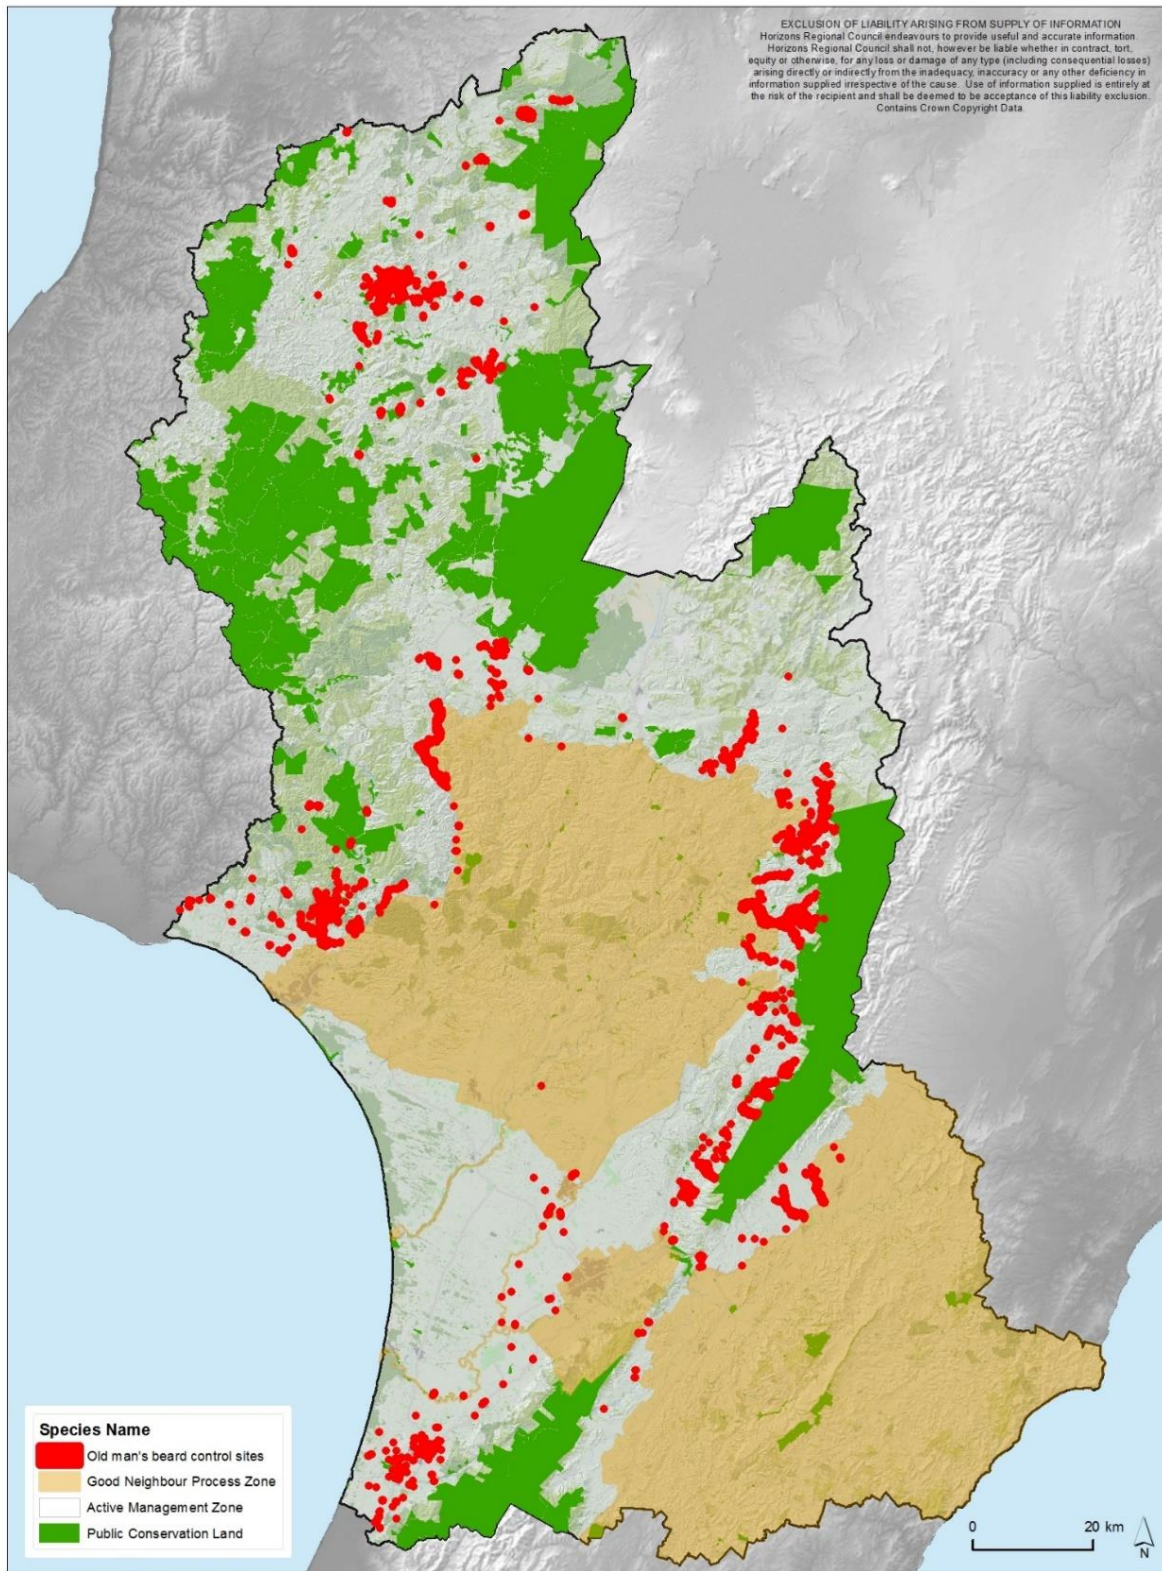 EXCLUSION OF LIABILITY ARISING FROM SUPPLY OF INFORMATION
Horizons Regional Council endeavours to provide useful and accurate information.
Horizons Regional Council shall not, however be liable whether in contract, tort,
equity or otherwise, for any loss or damage of any type (including consequential losses)
arising directly or indirectly from the inadequacy, inaccuracy or any other deficiency in
information supplied irrespective of the cause. Use of information supplied is entirely at
the risk of the recipient and shall be deemed to be acceptance of this liability exclusion.
Contains Crown Copyright Data.
Species Name
Old man's beard control sites
Good Neighbour Process Zone
Active Management Zone
Public Conservation Land
0 20 km
N